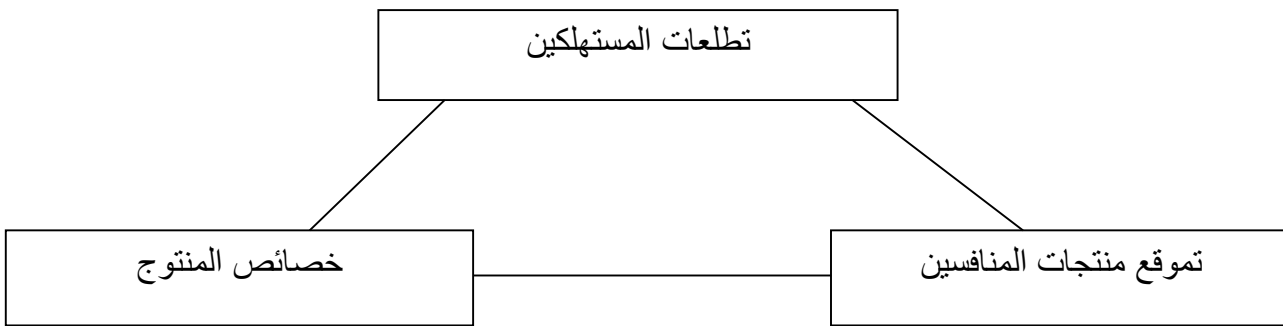 تطلعات المستهلكين
تموقع منتجات المنافسين
خصائص المنتوج